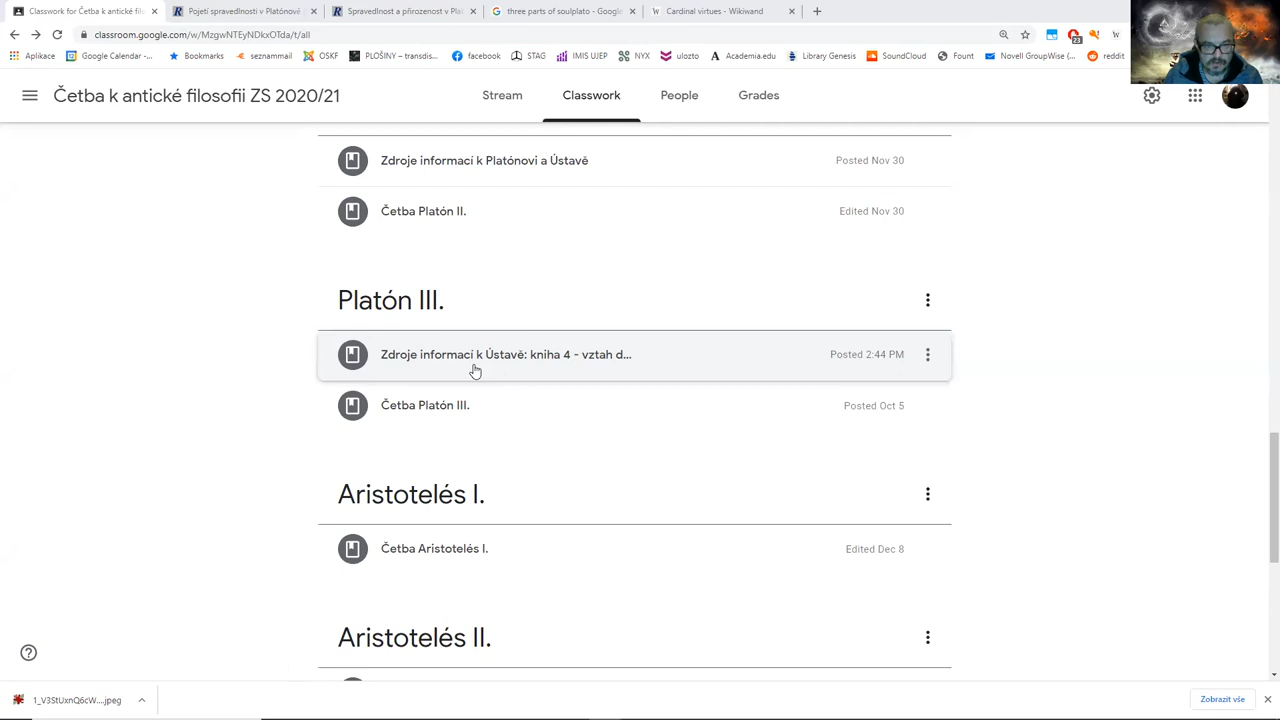 Classwork for Četba k antické fil
Pojetí spravedlnosti v Platónově
Spravedlnost a přirozenost v Plat
three parts of soulplato - Google
Cardinal virtues - Wikiwand
classroom.google.com/w/MzgwNTEyNDkxOTda/t/all
23
W
Aplikace
Google Calendar -...
Bookmarks
seznammail
OSKF
PLOŠINY – transdis...
facebook
STAG
IMIS UJEP
NYX
ulozto
Academia.edu
Library Genesis
SoundCloud
Fount
Novell GroupWise (...
reddit
Četba k antické filosofii ZS 2020/21
Stream
Classwork
People
Grades
Zdroje informací k Platónovi a Ústavě
Posted Nov 30
Četba Platón II.
Edited Nov 30
Platón III.
Zdroje informací k Ústavě: kniha 4 - vztah d...
Posted 2:44 PM
Četba Platón III.
Posted Oct 5
Aristotelés I.
Četba Aristotelés I.
Edited Dec 8
Aristotelés II.
1_V3StUxnQ6cW....jpeg
Zobrazit vše